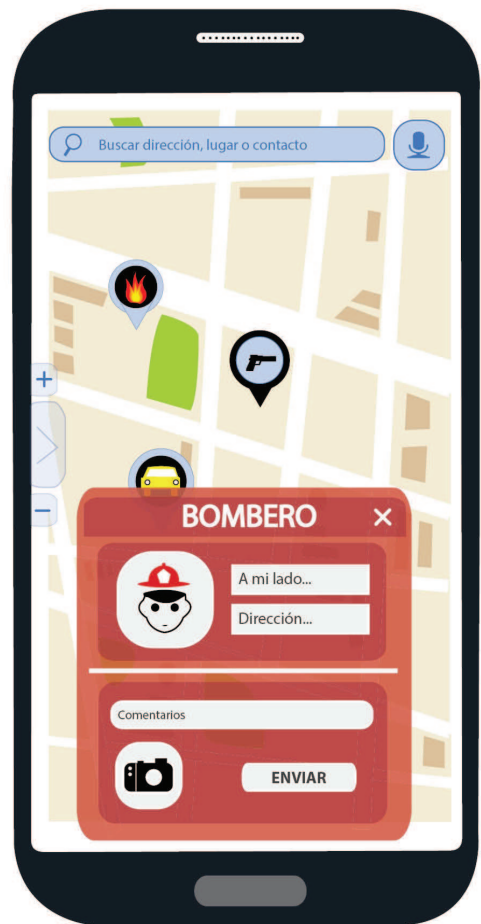 Buscar dirección, lugar o contacto
BOMBERO
A mi lado...
Dirección...
Comentarios
ENVIAR